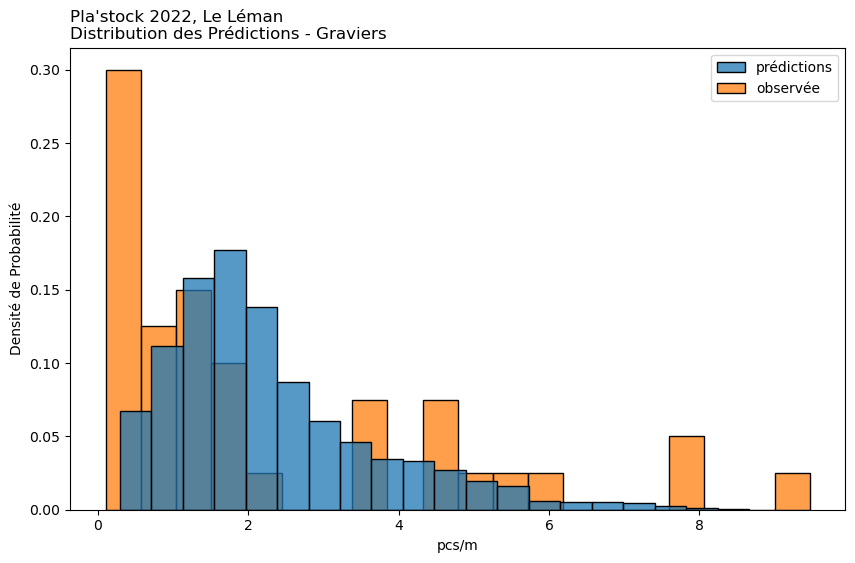 Pla'stock 2022, Le Léman
Distribution des Prédictions - Graviers
prédictions
observée
Densité de Probabilité
0.30
0.25
0.20
0.15
0.10
0.05
0.00
0
2
4
6
8
pcs/m